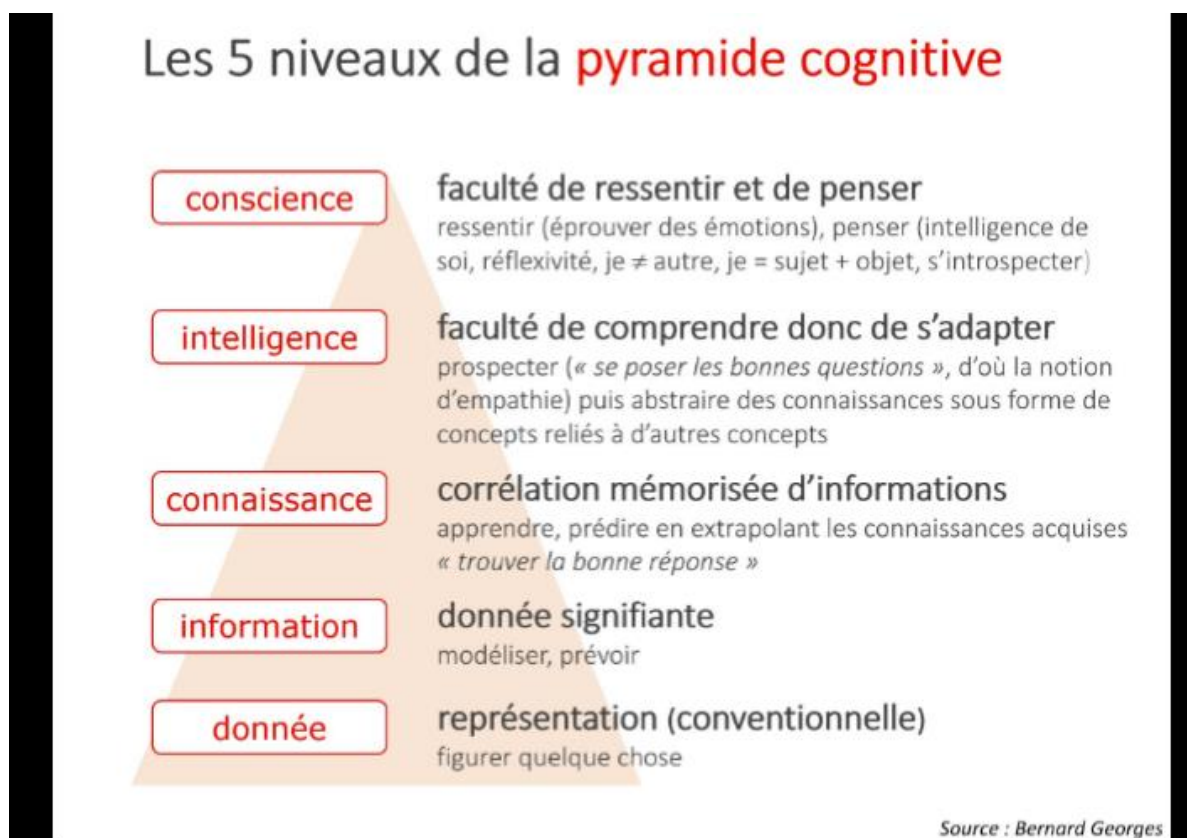 Les 5 niveaux de la pyramide cognitive
conscience
faculté de ressentir et de penser
ressentir (éprouver des émotions), penser (intelligence de
soi, réflexivité, je ≠ autre, je = sujet + objet, s’introspecter)
intelligence
faculté de comprendre donc de s’adapter
prospecter (« se poser les bonnes questions », d’où la notion
d’empathie) puis abstraire des connaissances sous forme de
concepts reliés à d’autres concepts
connaissance
corrélation mémorisée d’informations
apprendre, prédire en extrapolant les connaissances acquises
« trouver la bonne réponse »
information
donnée signifiante
modéliser, prévoir
donnée
représentation (conventionnelle)
figurer quelque chose
Source : Bernard Georges